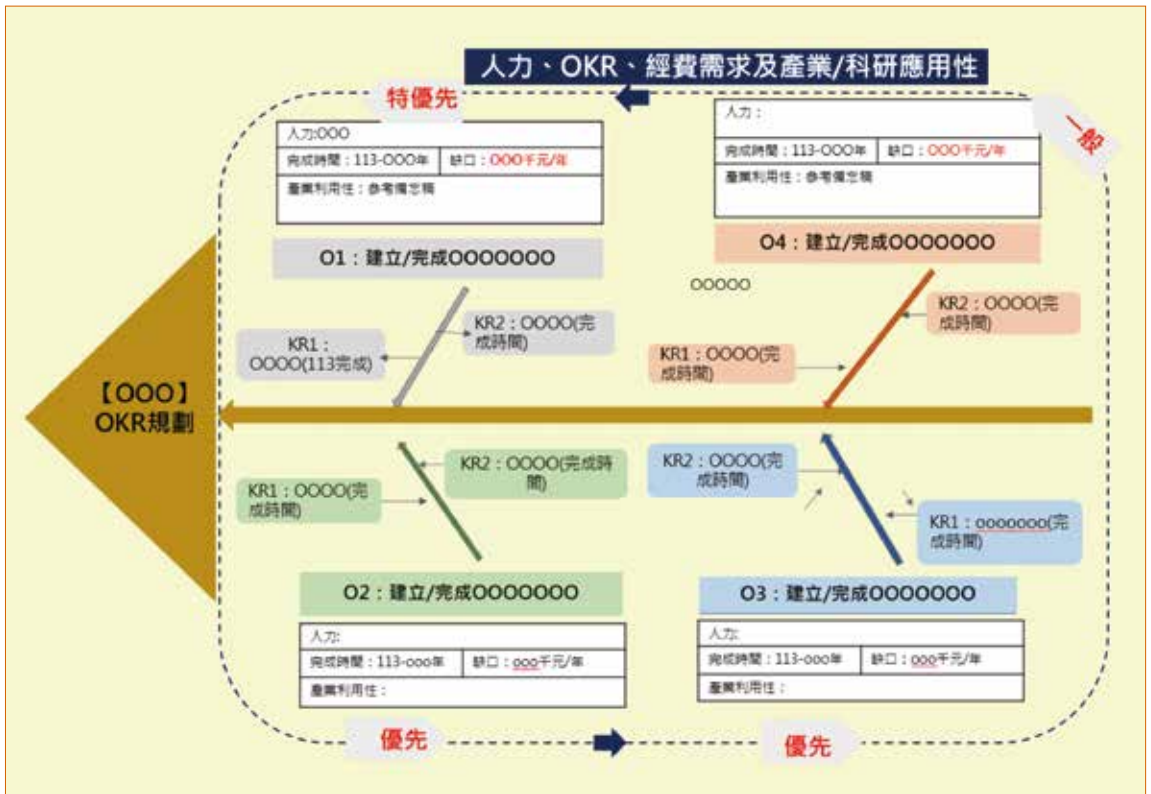 人力、OKR、經費需求及產業/科研應用性
特優先
人力:OOO
完成時間：113-OOO年
缺口：OOO千元/年
產業利用性：參考備忘稿
O1：建立/完成OOOOOOO
KR1：
OOOO(113完成)
KR2：OOOO(完
成時間)
一般
人力：
完成時間：113-OOO年
缺口：OOO千元/年
產業利用性：參考備忘稿
O4：建立/完成OOOOOOO
OOOOO
KR2：OOOO(完
成時間)
KR1：OOOO(完
成時間)
【OOO】
OKR規劃
KR2：OOOO(完成時
間)
KR1：OOOO(完
成時間)
O2：建立/完成OOOOOOO
人力:
完成時間：113-ooo年
缺口：ooo千元/年
產業利用性：
優先
KR2：OOOO(完
成時間)
KR1：ooooooo(完
成時間)
O3：建立/完成OOOOOOO
人力:
完成時間：113-ooo年
缺口：ooo千元/年
產業利用性：
優先